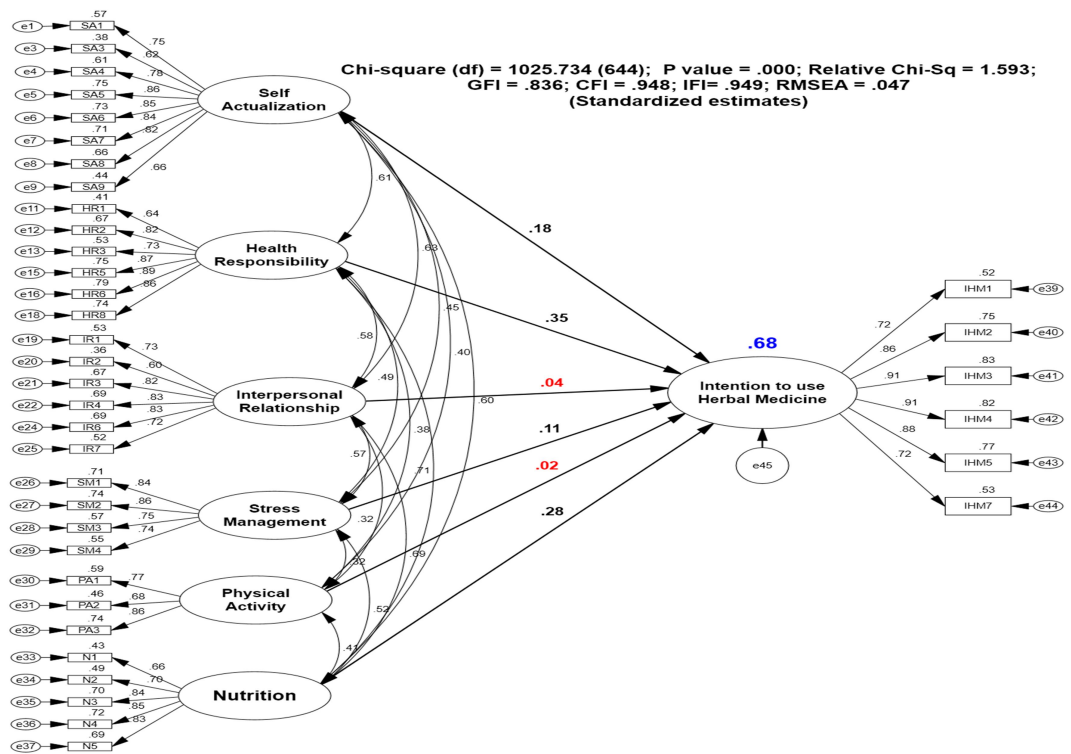 Chi-square (df) = 1025.734 (644); P value = .000; Relative Chi-Sq = 1.593;
GFI = .836; CFI = .948; IFI= .949; RMSEA = .047
(Standardized estimates)
.57
e1 SA1 .75
.38
e3 SA3 .62
.61
e4 SA4 .78
.75
e5 SA5 .86
.73
e6 SA6 .85
.71
e7 SA7 .84
.66
e8 SA8 .82
.44
e9 SA9 .66
Self
Actualization
.41
e11 HR1 .64
.67
e12 HR2 .82
.53
e13 HR3 .73
.75
e15 HR5 .87
.79
e16 HR6 .89
.74
e18 HR8 .86
Health
Responsibility
.53
e19 IR1 .73
.36
e20 IR2 .60
.67
e21 IR3 .82
.69
e22 IR4 .83
.69
e24 IR6 .83
.52
e25 IR7 .72
Interpersonal
Relationship
.71
e26 SM1 .84
.74
e27 SM2 .86
.57
e28 SM3 .75
.55
e29 SM4 .74
Stress
Management
.59
e30 PA1 .77
.46
e31 PA2 .68
.74
e32 PA3 .86
Physical
Activity
.43
e33 N1 .66
.49
e34 N2 .70
.70
e35 N3 .84
.72
e36 N4 .85
.69
e37 N5 .83
Nutrition
.61
.63
.45
.40
.60
.58
.49
.38
.71
.57
.32
.69
.32
.52
.41
.18
.35
.04
.11
.02
.28
.68
Intention to use
Herbal Medicine
e45
.52
.72 IHM1 e39
.75
.86 IHM2 e40
.83
.91 IHM3 e41
.82
.91 IHM4 e42
.77
.88 IHM5 e43
.53
.72 IHM7 e44